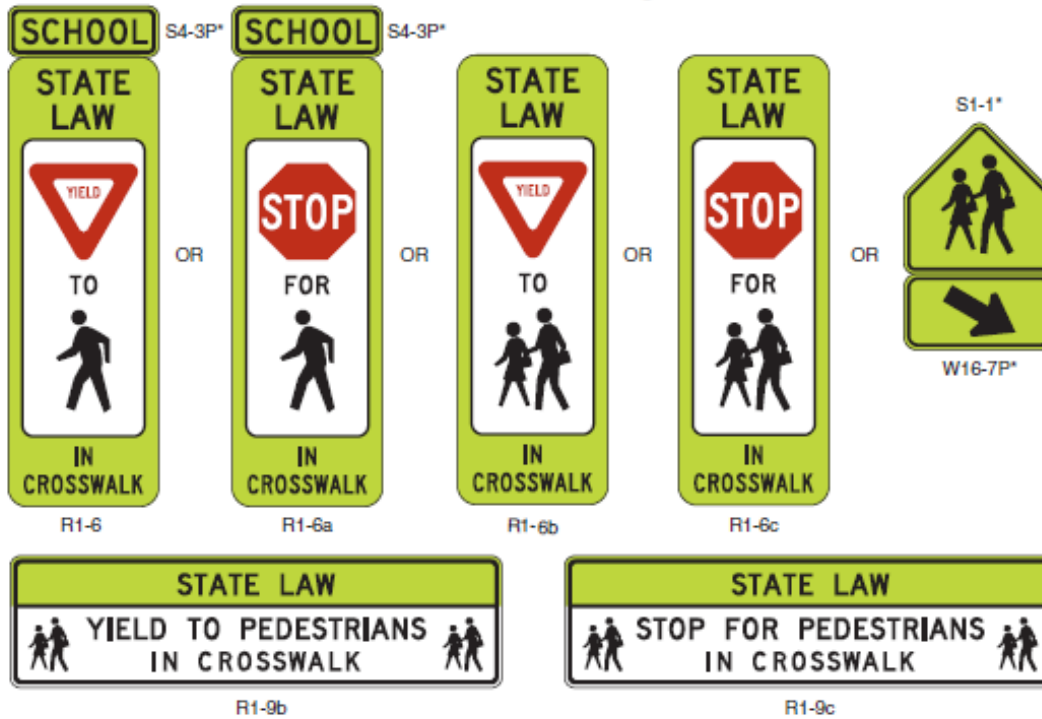 SCHOOL S4-3P* SCHOOL S4-3P*
STATE
LAW
YIELD
TO
IN
CROSSWALK
R1-6
OR
STATE
LAW
STOP
FOR
IN
CROSSWALK
R1-6a
OR
STATE
LAW
YIELD
TO
IN
CROSSWALK
R1-6b
OR
STATE
LAW
STOP
FOR
IN
CROSSWALK
R1-6c
OR
S1-1*
W16-7P*
STATE LAW
YIELD TO PEDESTRIANS
IN CROSSWALK
R1-9b
STATE LAW
STOP FOR PEDESTRIANS
IN CROSSWALK
R1-9c